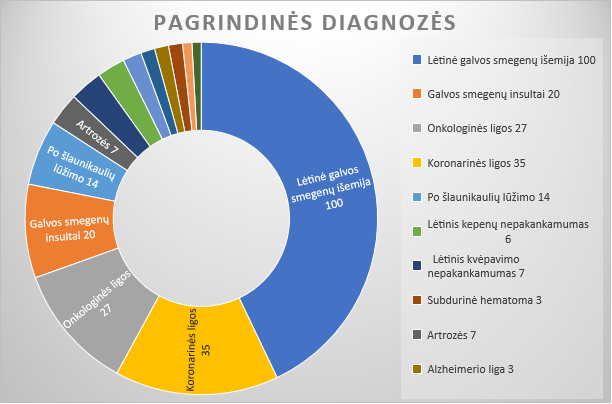 PAGRINDINĖS DIAGNOZĖS
Lėtinė galvos
smegenų išemija
100
Koronarinės ligos
35
Onkologinės ligos
27
Galvos smegenų
insultai 20
Po šlaunikaulių
lūžimo 14
Artrozės 7
Lėtinė galvos smegenų išemija 100
Galvos smegenų insultai 20
Onkologinės ligos 27
Koronarinės ligos 35
Po šlaunikaulių lūžimo 14
Lėtinis kepenų nepakankamumas
6
Lėtinis kvėpavimo
nepakankamumas 7
Subdurinė hematoma 3
Artrozės 7
Alzheimerio liga 3